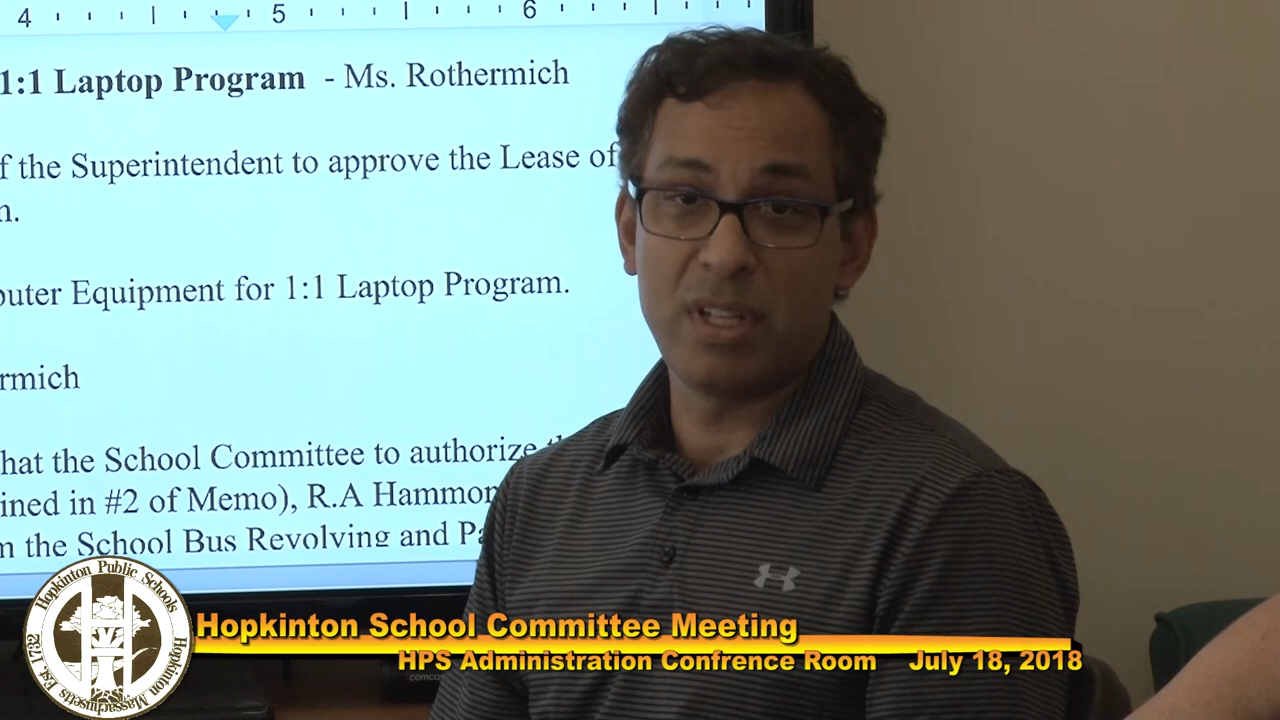 4 5 6
1:1 Laptop Program - Ms. Rothermich
f the Superintendent to approve the Lease of
n.
puter Equipment for 1:1 Laptop Program.
rmich
hat the School Committee to authorize
ined in #2 of Memo), R.A Hammon
m the School Bus Revolving and Pa
Hopkinton Public Schools
Hopkinton, Massachusetts Est. 1732
Hopkinton School Committee Meeting
HPS Administration Confrence Room July 18, 2018
comcas